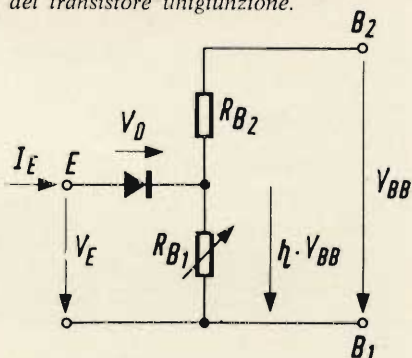 del transistore unigiunzione.
B2
RB2
VD
IE
E
VBB
VE
RB1
h · VBB
B1